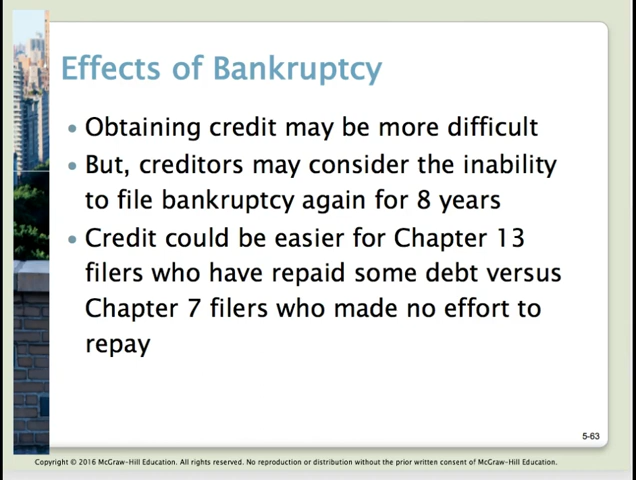 Effects of Bankruptcy
• Obtaining credit may be more difficult
• But, creditors may consider the inability
to file bankruptcy again for 8 years
• Credit could be easier for Chapter 13
filers who have repaid some debt versus
Chapter 7 filers who made no effort to
repay
5-63
Copyright © 2016 McGraw-Hill Education. All rights reserved. No reproduction or distribution without the prior written consent of McGraw-Hill Education.